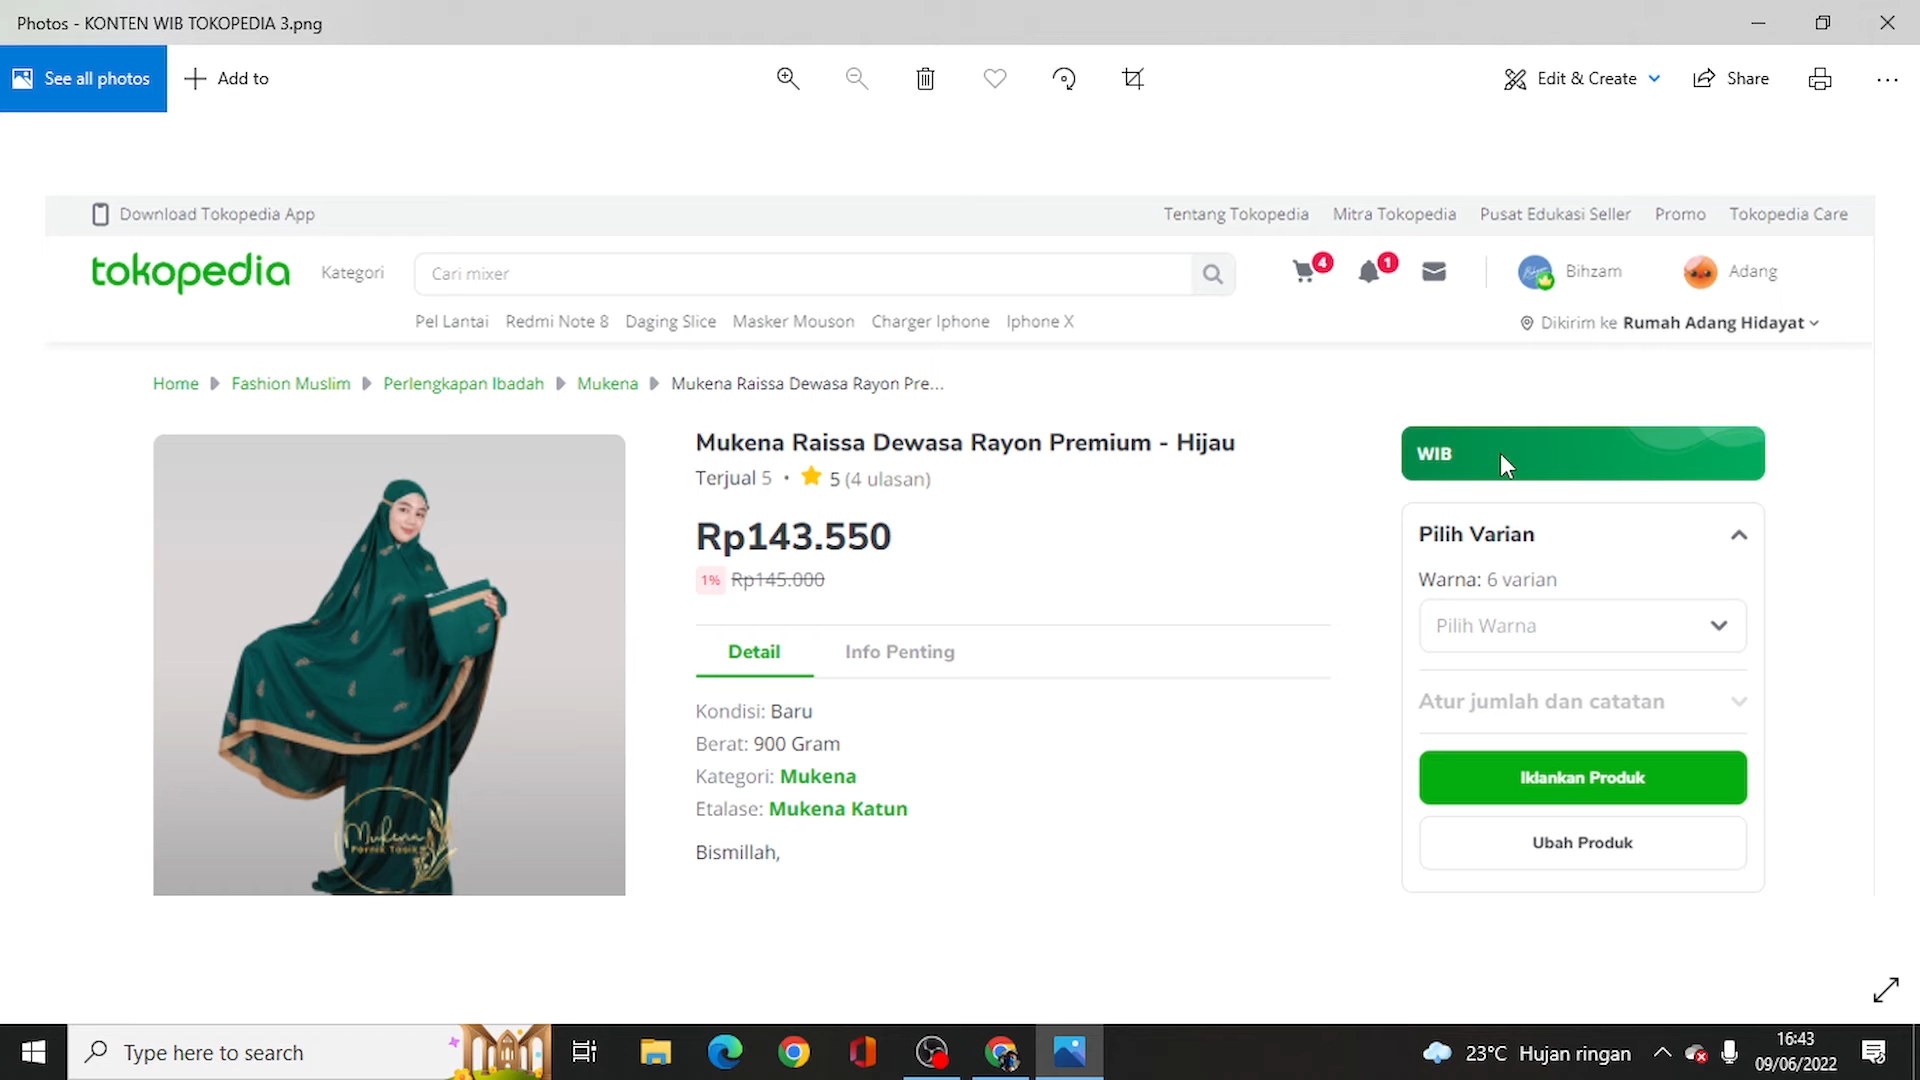 Photos - KONTEN WIB TOKOPEDIA 3.png
See all photos
Add to
Edit & Create
Share
Download Tokopedia App
Tentang Tokopedia Mitra Tokopedia Pusat Edukasi Seller Promo Tokopedia Care
tokopedia
Kategori
Cari mixer
4
1
Bihzam
Adang
Pel Lantai Redmi Note 8 Daging Slice Masker Mouson Charger Iphone Iphone X
Dikirim ke Rumah Adang Hidayat
Home Fashion Muslim Perlengkapan Ibadah Mukena Mukena Raissa Dewasa Rayon Pre...
Mukena Raissa Dewasa Rayon Premium - Hijau
Terjual 5 • 5 (4 ulasan)
Rp143.550
1% Rp145.000
Detail Info Penting
Kondisi: Baru
Berat: 900 Gram
Kategori: Mukena
Etalase: Mukena Katun
Bismillah,
Mukena
WIB
Pilih Varian
Warna: 6 varian
Pilih Warna
Atur jumlah dan catatan
Iklankan Produk
Ubah Produk
Type here to search
23°C Hujan ringan
16:43
09/06/2022